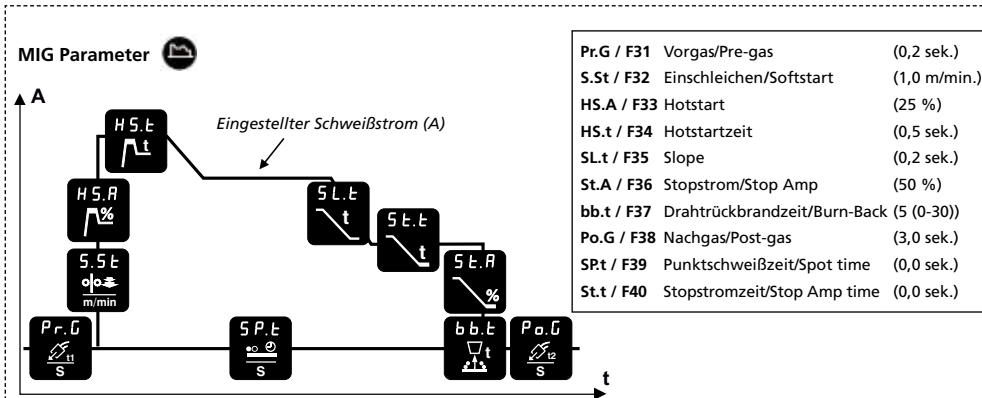 MIG Parameter
A
HS.t
t
Eingestellter Schweißstrom (A)
HS.A
%
SL.t
t
St.t
t
S.St
m/min
St.A
%
Pr.G
t1
S
SP.t
S
bb.t
t
Po.G
t2
S
t
Pr.G / F31 Vorgas/Pre-gas (0,2 sek.)
S.St / F32 Einschleichen/Softstart (1,0 m/min.)
HS.A / F33 Hotstart (25 %)
HS.t / F34 Hotstartzeit (0,5 sek.)
SL.t / F35 Slope (0,2 sek.)
St.A / F36 Stopstrom/Stop Amp (50 %)
bb.t / F37 Drahtrückbrandzeit/Burn-Back (5 (0-30))
Po.G / F38 Nachgas/Post-gas (3,0 sek.)
SP.t / F39 Punktschweißzeit/Spot time (0,0 sek.)
St.t / F40 Stopstromzeit/Stop Amp time (0,0 sek.)